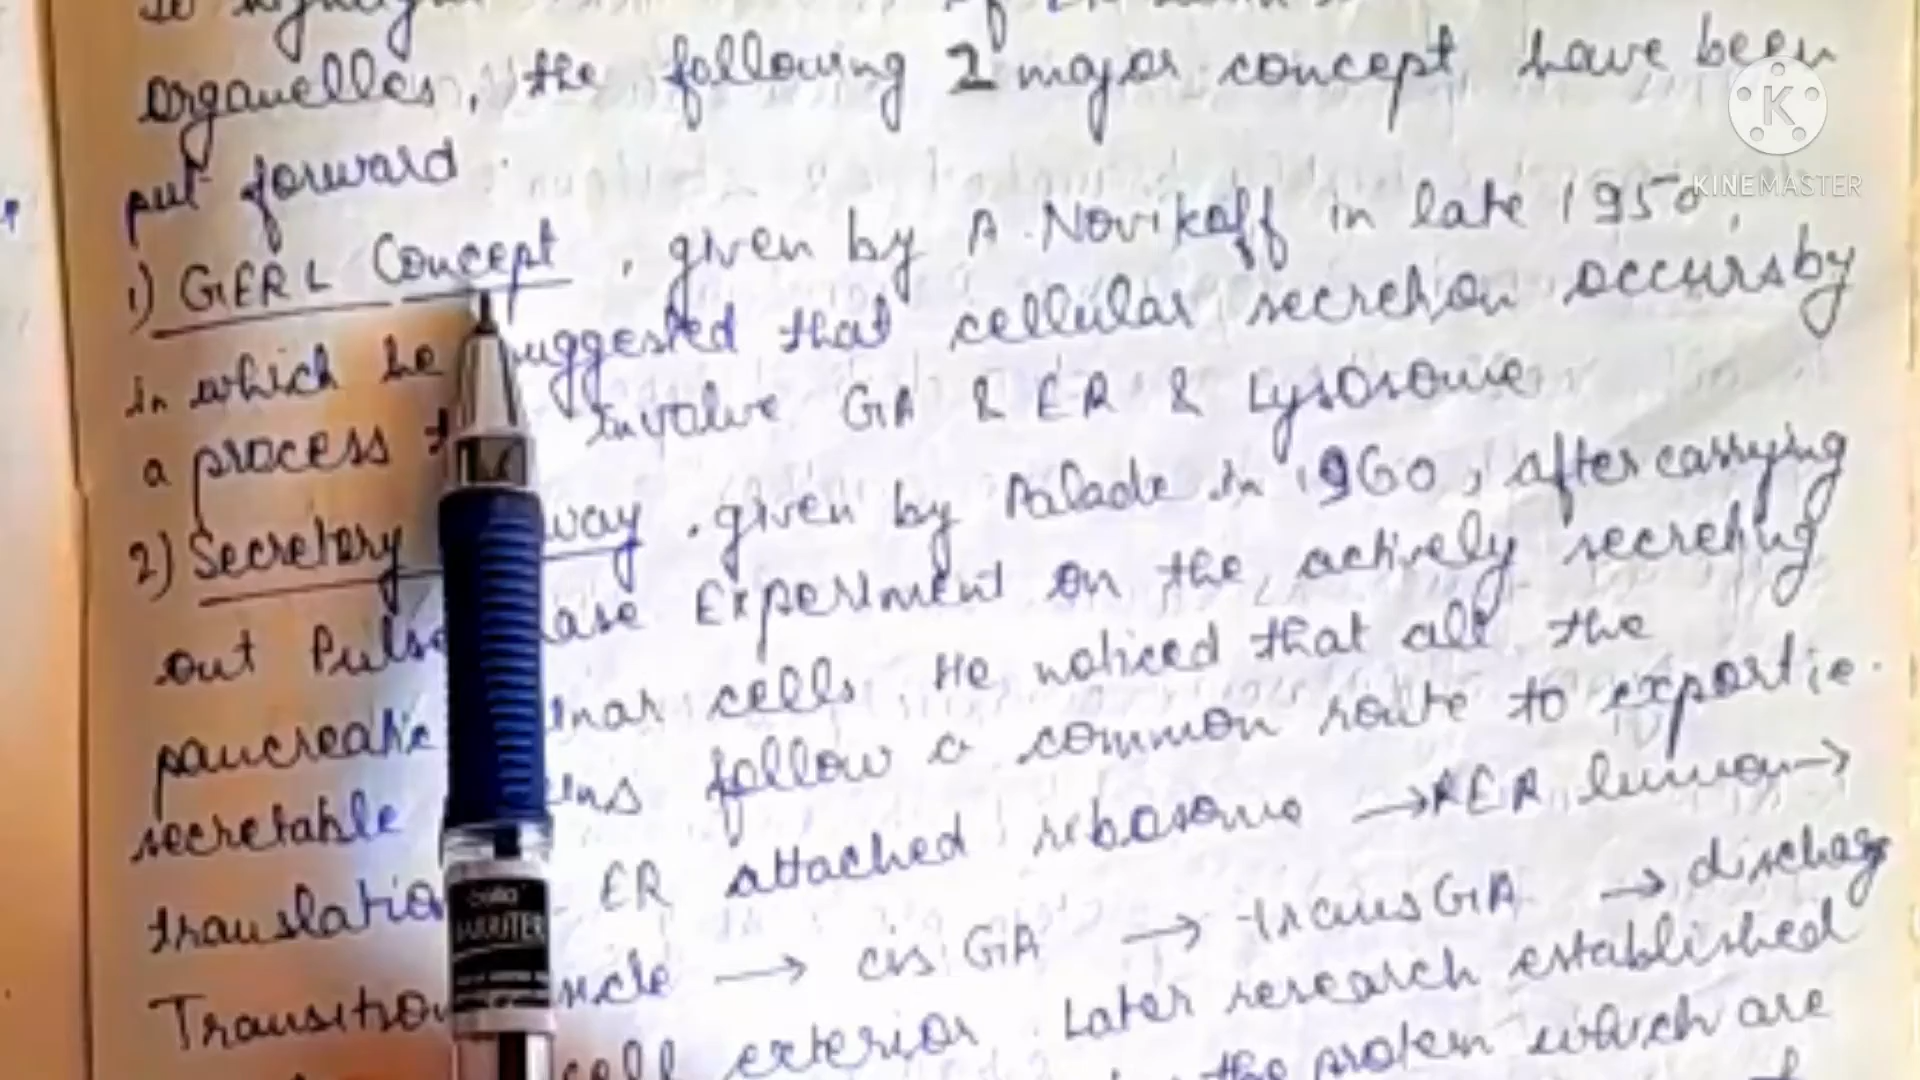 organelles, the following 2 major concept have been
put forward.
1) GERL Concept, given by A. Novikoff in late 1950,
in which he suggested that cellular secretion occurs by
a process involve GA & ER & Lysosome
2) Secretory way. given by Palade in 1960, after carrying
out Pulse Experiment on the actively secreting
pancreatic cells. He noticed that all the
secretable follow a common route to exportie.
translation ER attached → RER lumen →
Transition → cis GA → trans GA → discharge
cell exterior. Later research established
the protein which are
K
KINEMASTER
cello